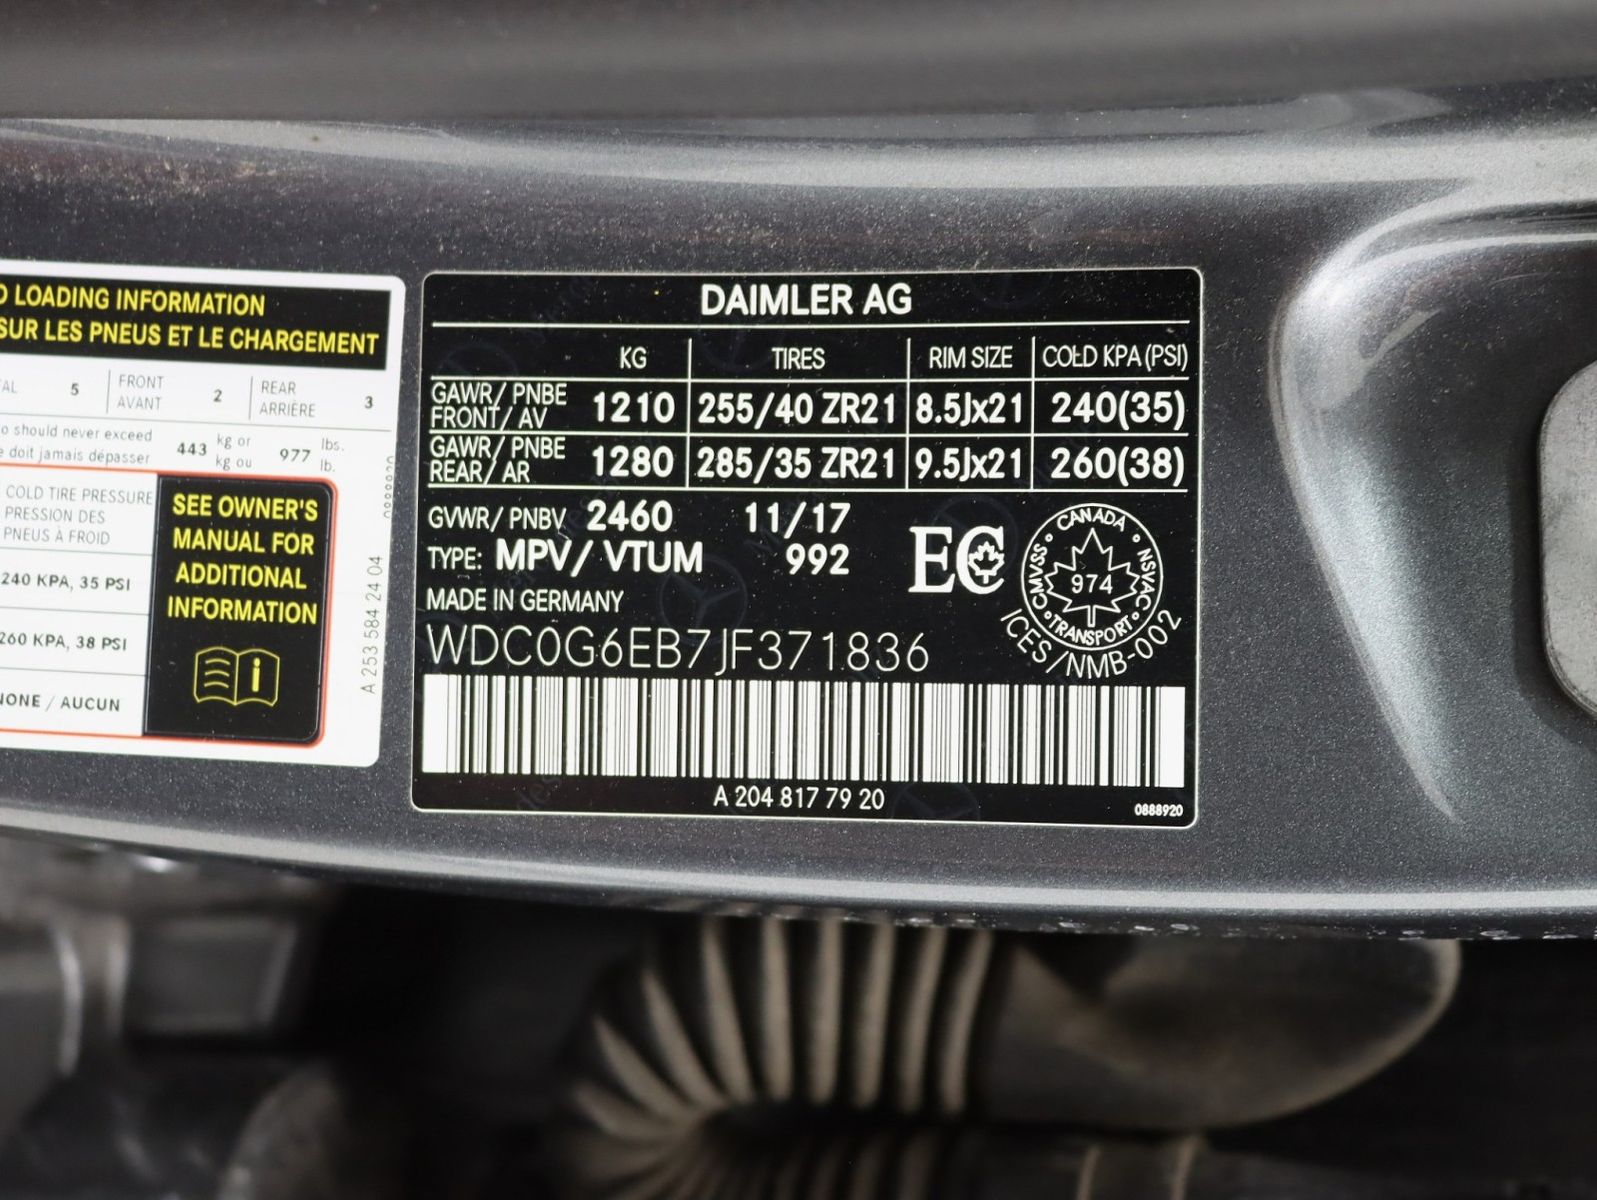 D LOADING INFORMATION
SUR LES PNEUS ET LE CHARGEMENT
AL 5 FRONT AVANT 2 REAR ARRIÈRE 3
o should never exceed
e doit jamais dépasser
443 kg or kg ou 977 lbs. lb.
COLD TIRE PRESSURE
PRESSION DES
PNEUS À FROID
240 KPA, 35 PSI
260 KPA, 38 PSI
NONE / AUCUN
SEE OWNER'S
MANUAL FOR
ADDITIONAL
INFORMATION
i
0888920
A 253 584 24 04
DAIMLER AG
KG TIRES RIM SIZE COLD KPA (PSI)
GAWR/ PNBE
FRONT/ AV 1210 255/40 ZR21 8.5Jx21 240(35)
GAWR/ PNBE
REAR/ AR 1280 285/35 ZR21 9.5Jx21 260(38)
GVWR/ PNBV 2460 11/17
TYPE: MPV/ VTUM 992
MADE IN GERMANY
WDC0G6EB7JF371836
EC
CANADA
NSVAC
TRANSPORT
CMVSS
974
ICES/NMB-002
A 204 817 79 20
0888920